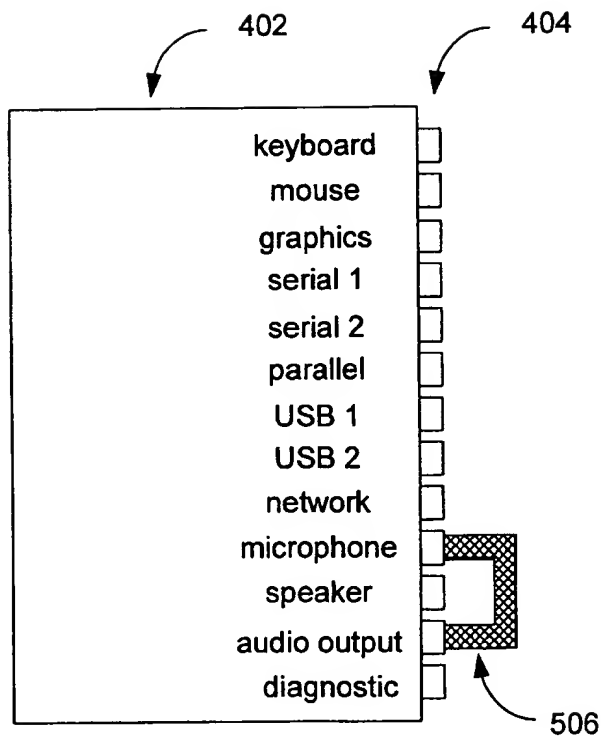 402
404
keyboard
mouse
graphics
serial 1
serial 2
parallel
USB 1
USB 2
network
microphone
speaker
audio output
diagnostic
506